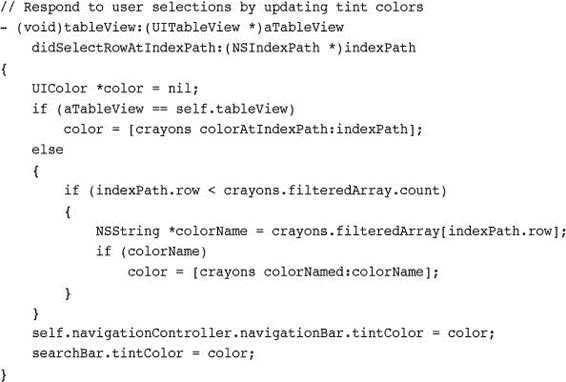 // Respond to user selections by updating tint colors
- (void)tableView:(UITableView *)aTableView
    didSelectRowAtIndexPath:(NSIndexPath *)indexPath
{
    UIColor *color = nil;
    if (aTableView == self.tableView)
        color = [crayons colorAtIndexPath:indexPath];
    else
    {
        if (indexPath.row < crayons.filteredArray.count)
        {
            NSString *colorName = crayons.filteredArray[indexPath.row];
            if (colorName)
                color = [crayons colorNamed:colorName];
        }
    }
    self.navigationController.navigationBar.tintColor = color;
    searchBar.tintColor = color;
}